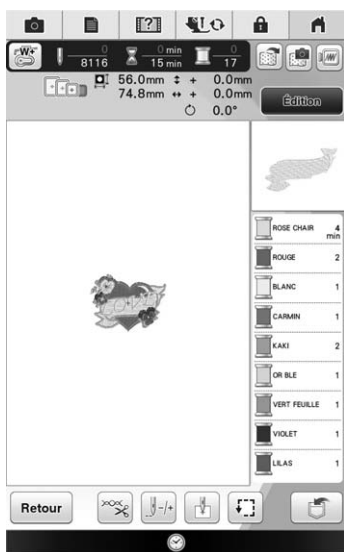 W+
0
8116
0 min
15 min
0
17
56.0mm + 0.0mm
74.8mm + 0.0mm
0.0°
Édition
ROSE CHAIR 4 min
ROUGE 2
BLANC 1
CARMIN 1
KAKI 2
OR BLE 1
VERT FEUILLE 1
VIOLET 1
LILAS 1
Retour
-/+